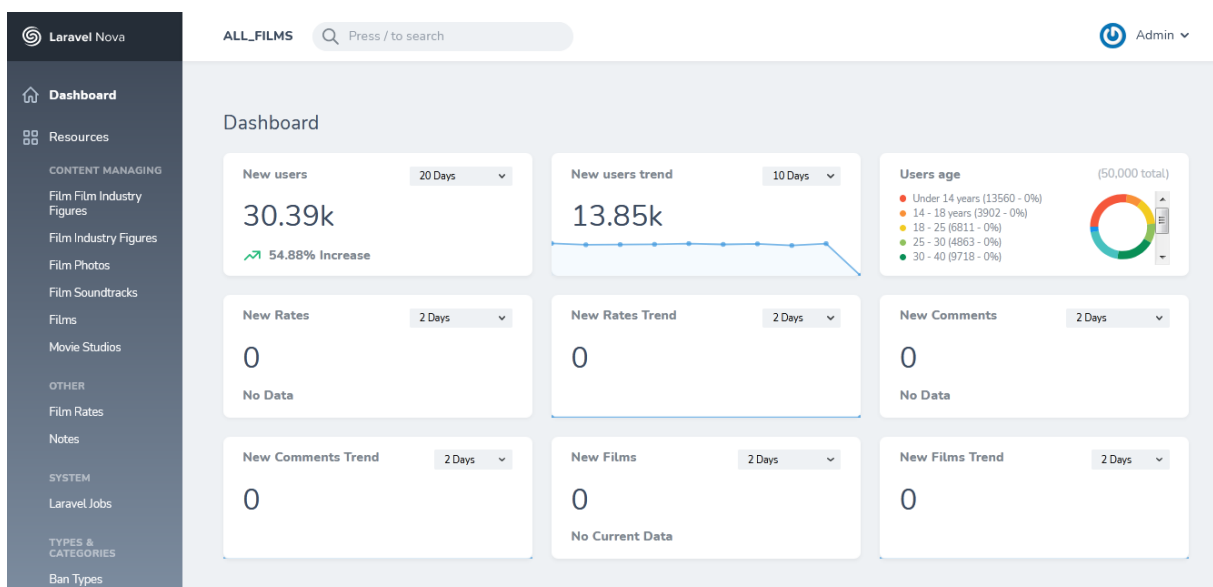 Laravel Nova
ALL_FILMS
Press / to search
Admin
Dashboard
Resources
CONTENT MANAGING
Film Film Industry
Figures
Film Industry Figures
Film Photos
Film Soundtracks
Films
Movie Studios
OTHER
Film Rates
Notes
SYSTEM
Laravel Jobs
TYPES &
CATEGORIES
Ban Types
Dashboard
New users
20 Days
30.39k
54.88% Increase
New users trend
10 Days
13.85k
Users age
(50,000 total)
Under 14 years (13560 - 0%)
14 - 18 years (3902 - 0%)
18 - 25 (6811 - 0%)
25 - 30 (4863 - 0%)
30 - 40 (9718 - 0%)
New Rates
2 Days
0
No Data
New Rates Trend
2 Days
0
New Comments
2 Days
0
No Data
New Comments Trend
2 Days
0
New Films
2 Days
0
No Current Data
New Films Trend
2 Days
0